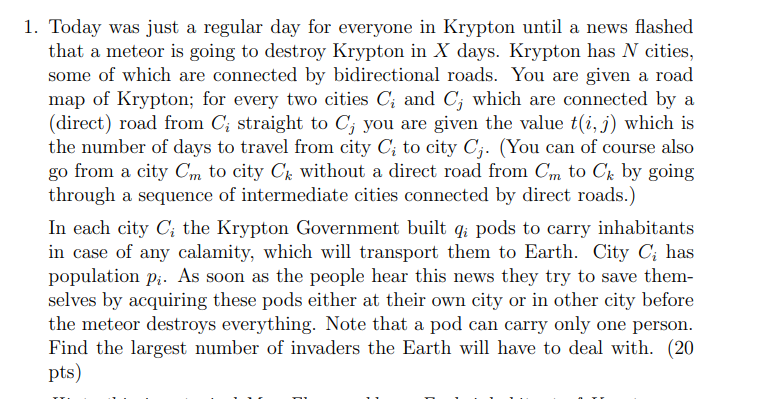 1. Today was just a regular day for everyone in Krypton until a news flashed
that a meteor is going to destroy Krypton in X days. Krypton has N cities,
some of which are connected by bidirectional roads. You are given a road
map of Krypton; for every two cities C_i and C_j which are connected by a
(direct) road from C_i straight to C_j you are given the value t(i, j) which is
the number of days to travel from city C_i to city C_j. (You can of course also
go from a city C_m to city C_k without a direct road from C_m to C_k by going
through a sequence of intermediate cities connected by direct roads.)
In each city C_i the Krypton Government built q_i pods to carry inhabitants
in case of any calamity, which will transport them to Earth. City C_i has
population p_i. As soon as the people hear this news they try to save them-
selves by acquiring these pods either at their own city or in other city before
the meteor destroys everything. Note that a pod can carry only one person.
Find the largest number of invaders the Earth will have to deal with. (20
pts)